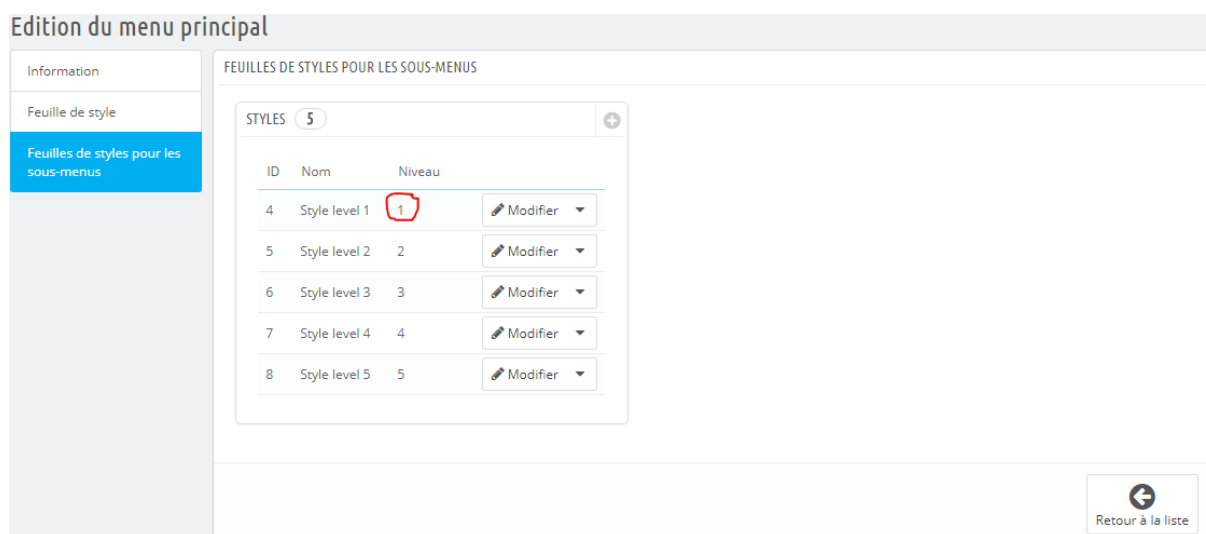 Edition du menu principal
Information
Feuille de style
Feuilles de styles pour les
sous-menus
FEUILLES DE STYLES POUR LES SOUS-MENUS
STYLES 5
ID Nom Niveau
4 Style level 1 1 Modifier
5 Style level 2 2 Modifier
6 Style level 3 3 Modifier
7 Style level 4 4 Modifier
8 Style level 5 5 Modifier
Retour à la liste